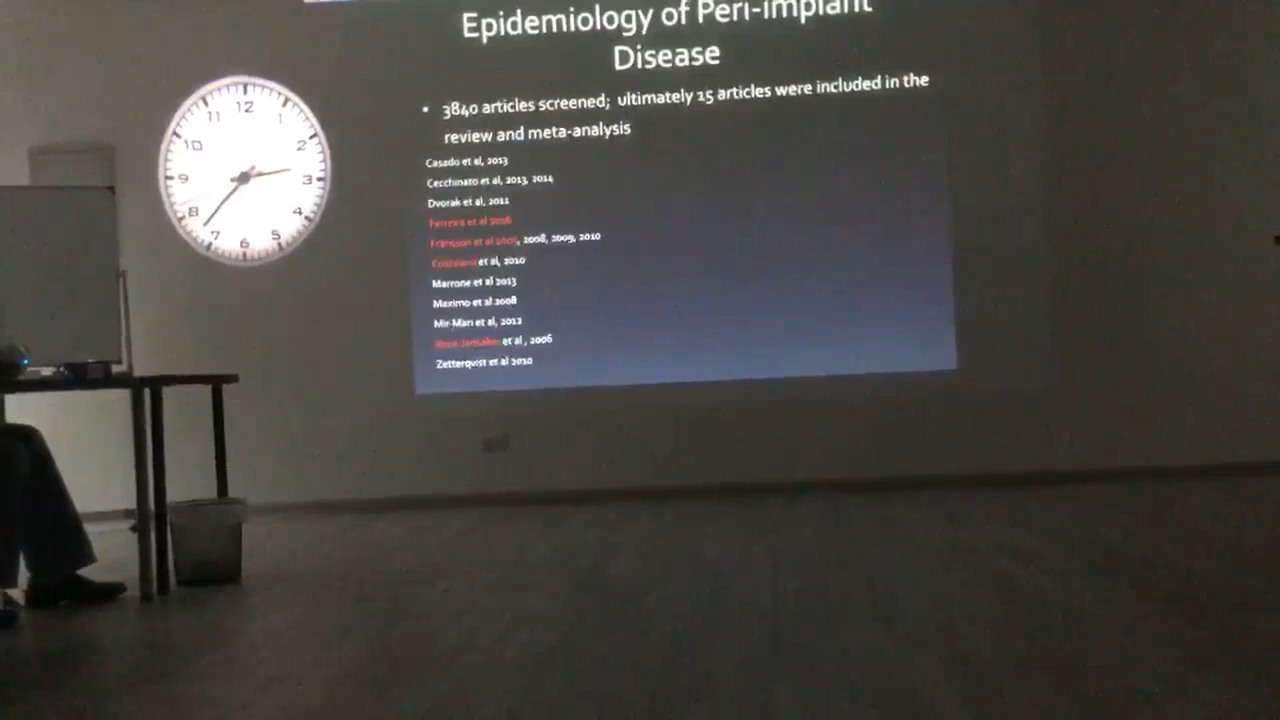 Epidemiology of Peri-implant
Disease
• 3840 articles screened; ultimately 15 articles were included in the
review and meta-analysis
Casado et al, 2013
Cecchinato et al, 2013, 2014
Dvorak et al, 2011
Ferreira et al 2006
Fransson et al 2005, 2008, 2009, 2010
et al, 2010
Marrone et al 2013
Maximo et al 2008
Mir-Mari et al, 2012
et al, 2006
Zetterqvist et al 2010
12
11
1
10
2
9
3
8
4
7
6
5